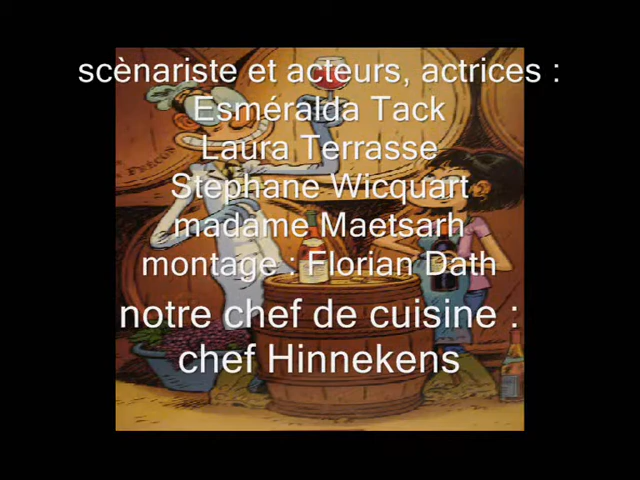 scènariste et acteurs, actrices :
Esméralda Tack
Laura Terrasse
Stéphane Wicquart
madame Maetsarh
montage : Florian Dath
notre chef de cuisine :
chef Hinnekens